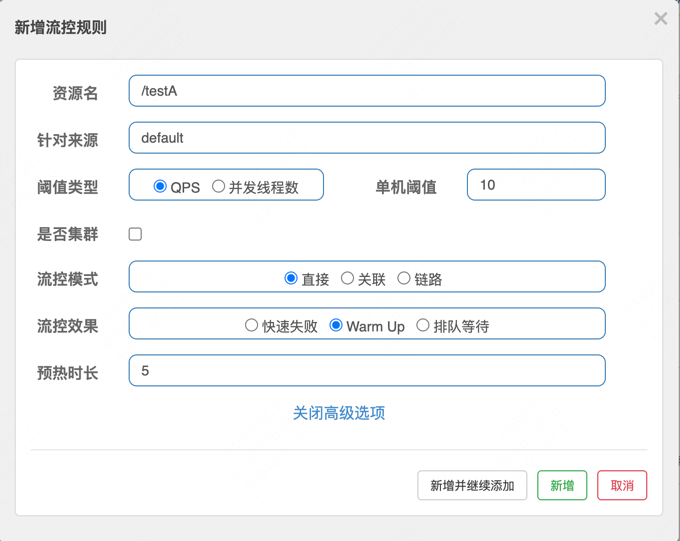 新增流控规则
资源名 /testA
针对来源 default
阈值类型 QPS 并发线程数 单机阈值 10
是否集群
流控模式 直接 关联 链路
流控效果 快速失败 Warm Up 排队等待
预热时长 5
关闭高级选项
新增并继续添加 新增 取消